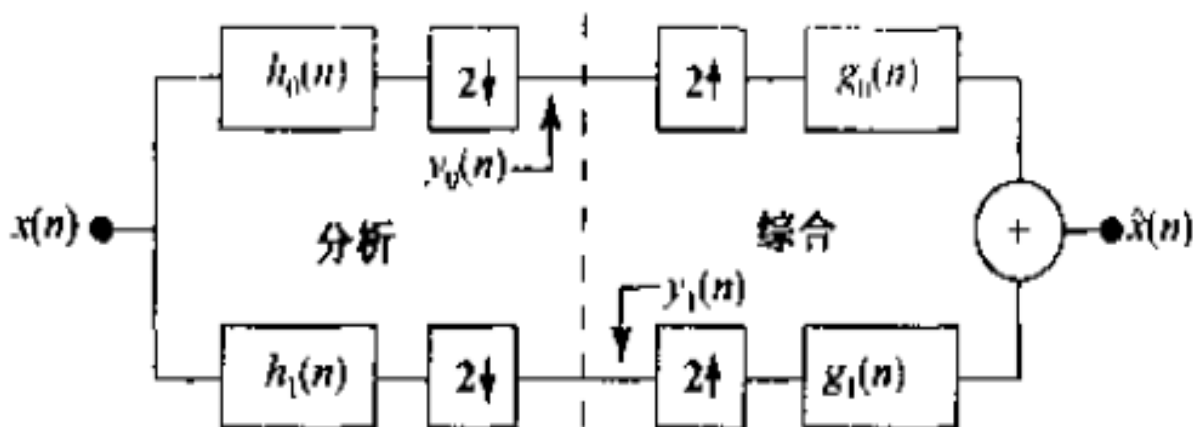 h₀(n) 2↓ 2↑ g₀(n)
y₀(n)
x(n) 分析 综合 + x̂(n)
y₁(n)
h₁(n) 2↓ 2↑ g₁(n)